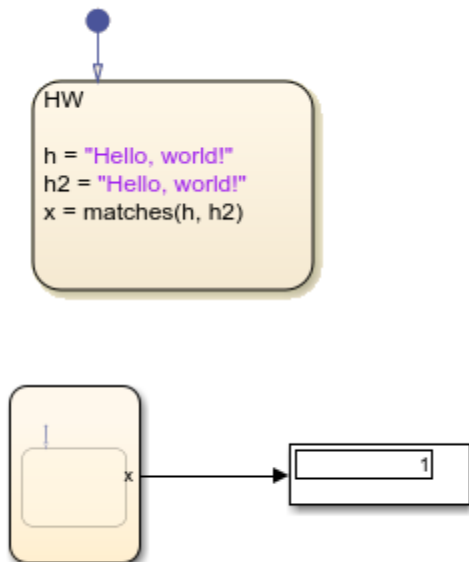 HW
h = "Hello, world!"
h2 = "Hello, world!"
x = matches(h, h2)
x
1